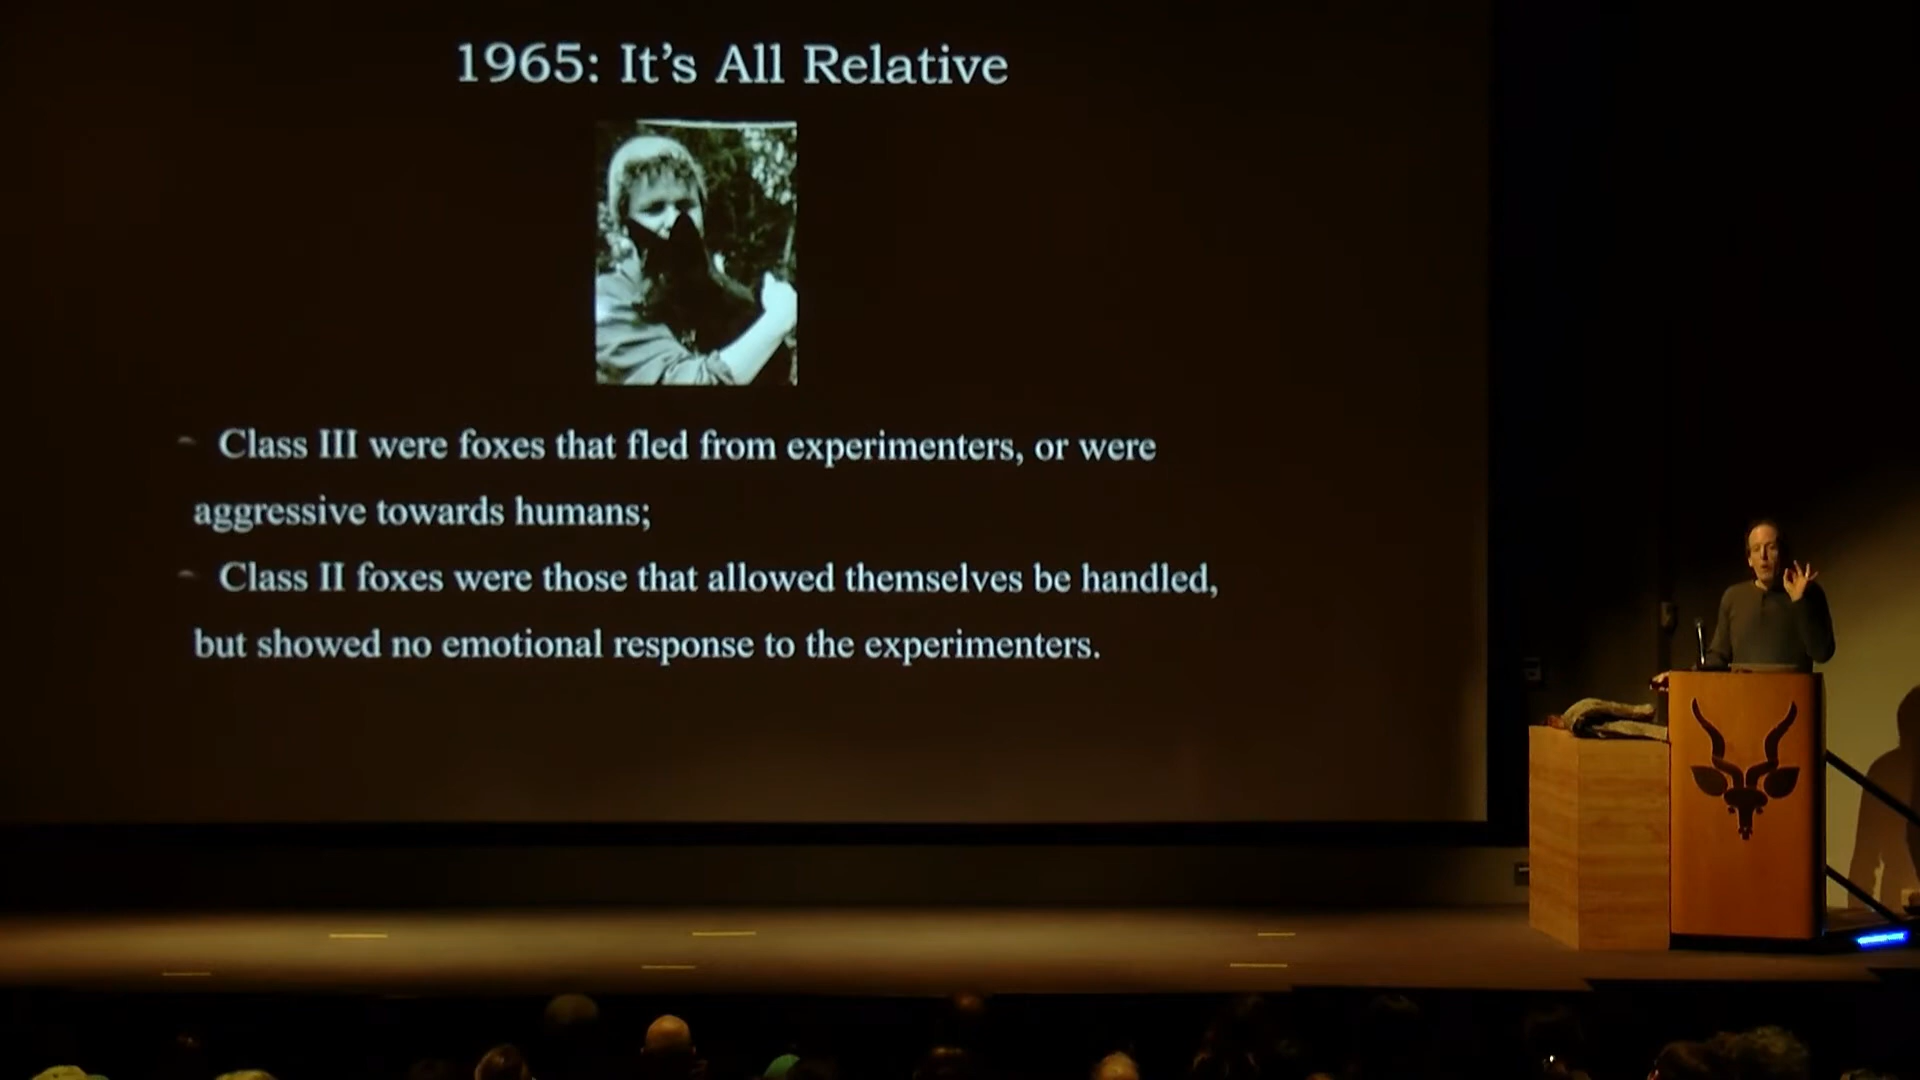 1965: It's All Relative
- Class III were foxes that fled from experimenters, or were
aggressive towards humans;
- Class II foxes were those that allowed themselves be handled,
but showed no emotional response to the experimenters.